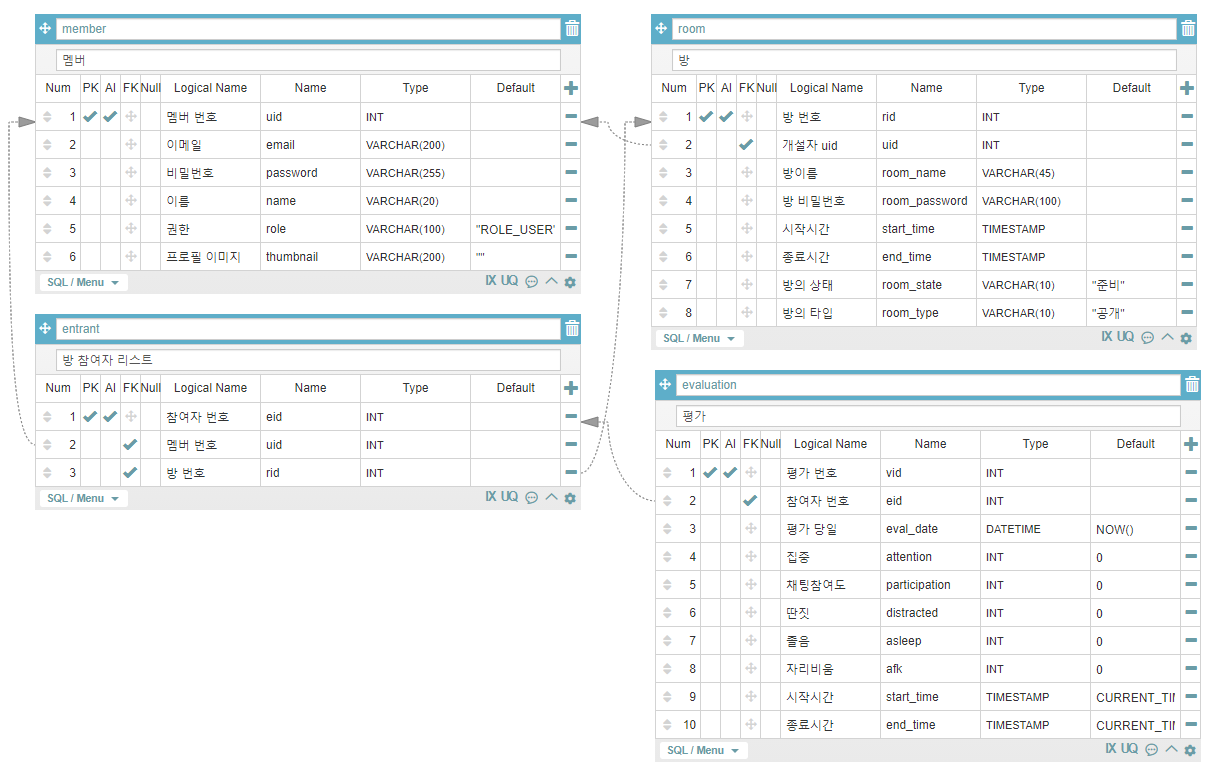 member
멤버
Num PK AI FK Null Logical Name Name Type Default
1 멤버 번호 uid INT
2 이메일 email VARCHAR(200)
3 비밀번호 password VARCHAR(255)
4 이름 name VARCHAR(20)
5 권한 role VARCHAR(100) "ROLE_USER"
6 프로필 이미지 thumbnail VARCHAR(200) ""
SQL / Menu IX UQ
entrant
방 참여자 리스트
Num PK AI FK Null Logical Name Name Type Default
1 참여자 번호 eid INT
2 멤버 번호 uid INT
3 방 번호 rid INT
SQL / Menu IX UQ
room
방
Num PK AI FK Null Logical Name Name Type Default
1 방 번호 rid INT
2 개설자 uid uid INT
3 방이름 room_name VARCHAR(45)
4 방 비밀번호 room_password VARCHAR(100)
5 시작시간 start_time TIMESTAMP
6 종료시간 end_time TIMESTAMP
7 방의 상태 room_state VARCHAR(10) "준비"
8 방의 타입 room_type VARCHAR(10) "공개"
SQL / Menu IX UQ
evaluation
평가
Num PK AI FK Null Logical Name Name Type Default
1 평가 번호 vid INT
2 참여자 번호 eid INT
3 평가 당일 eval_date DATETIME NOW()
4 집중 attention INT 0
5 채팅참여도 participation INT 0
6 딴짓 distracted INT 0
7 졸음 asleep INT 0
8 자리비움 afk INT 0
9 시작시간 start_time TIMESTAMP CURRENT_TIM
10 종료시간 end_time TIMESTAMP CURRENT_TIM
SQL / Menu IX UQ